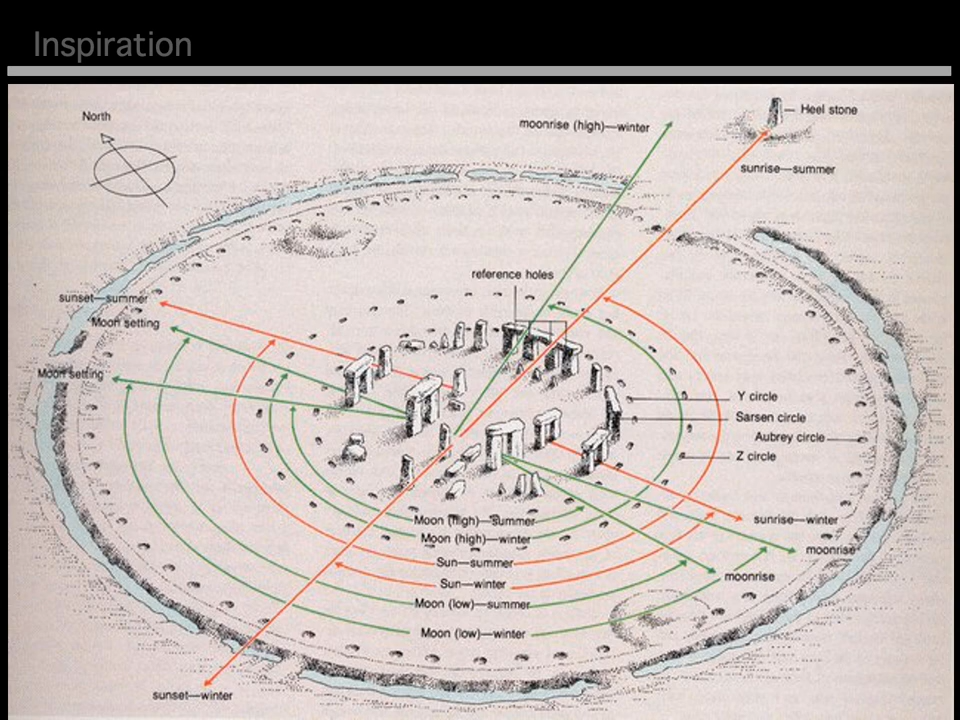 Inspiration
North
moonrise (high)—winter
Heel stone
sunrise—summer
reference holes
sunset—summer
Moon setting
Moon setting
Y circle
Sarsen circle
Aubrey circle
Z circle
Moon (high)—summer
Moon (high)—winter
Sun—summer
Sun—winter
Moon (low)—summer
Moon (low)—winter
sunrise—winter
moonrise
moonrise
sunset—winter